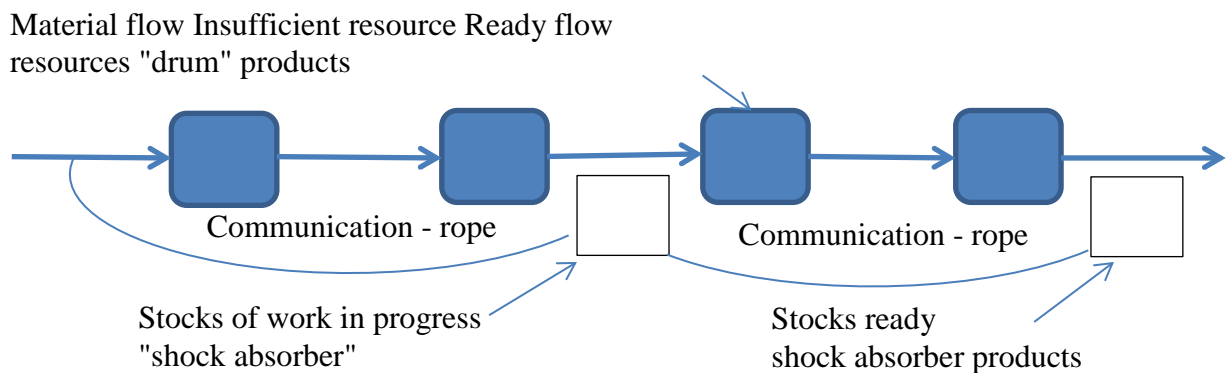 Material flow Insufficient resource Ready flow
resources "drum" products
Communication - rope
Communication - rope
Stocks of work in progress
"shock absorber"
Stocks ready
shock absorber products